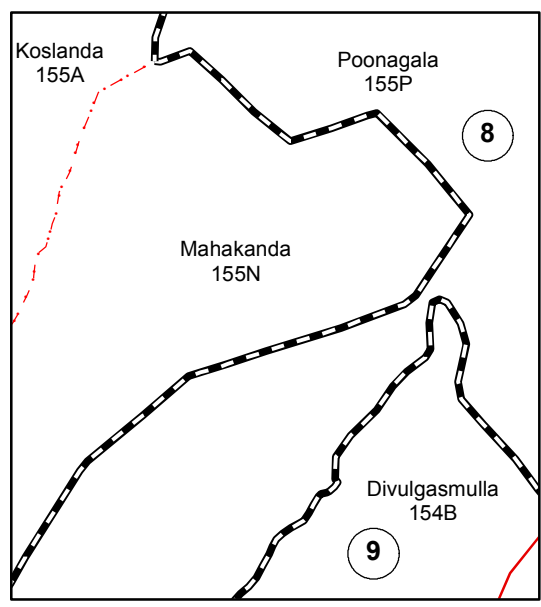 Koslanda
155A
Poonagala
155P
8
Mahakanda
155N
Divulgasmulla
154B
9